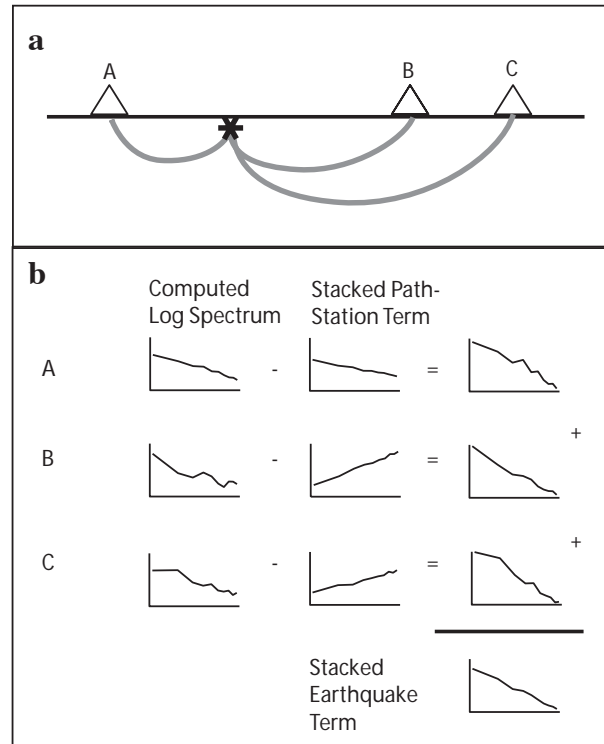 a
A
B
C
b
Computed
Log Spectrum
Stacked Path-
Station Term
A - =
B - = +
C - = +
Stacked
Earthquake
Term